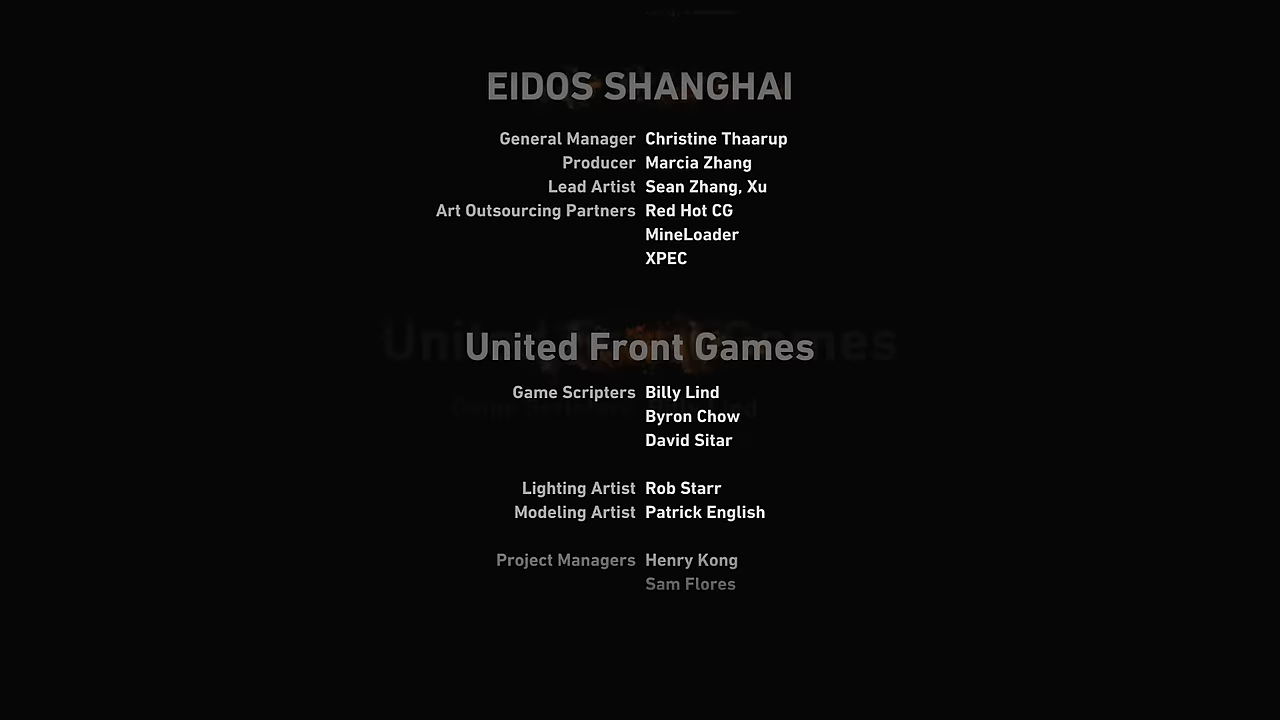 EIDOS SHANGHAI
General Manager Christine Thaarup
Producer Marcia Zhang
Lead Artist Sean Zhang, Xu
Art Outsourcing Partners Red Hot CG
MineLoader
XPEC
United Front Games
Game Scripters Billy Lind
Byron Chow
David Sitar
Lighting Artist Rob Starr
Modeling Artist Patrick English
Project Managers Henry Kong
Sam Flores